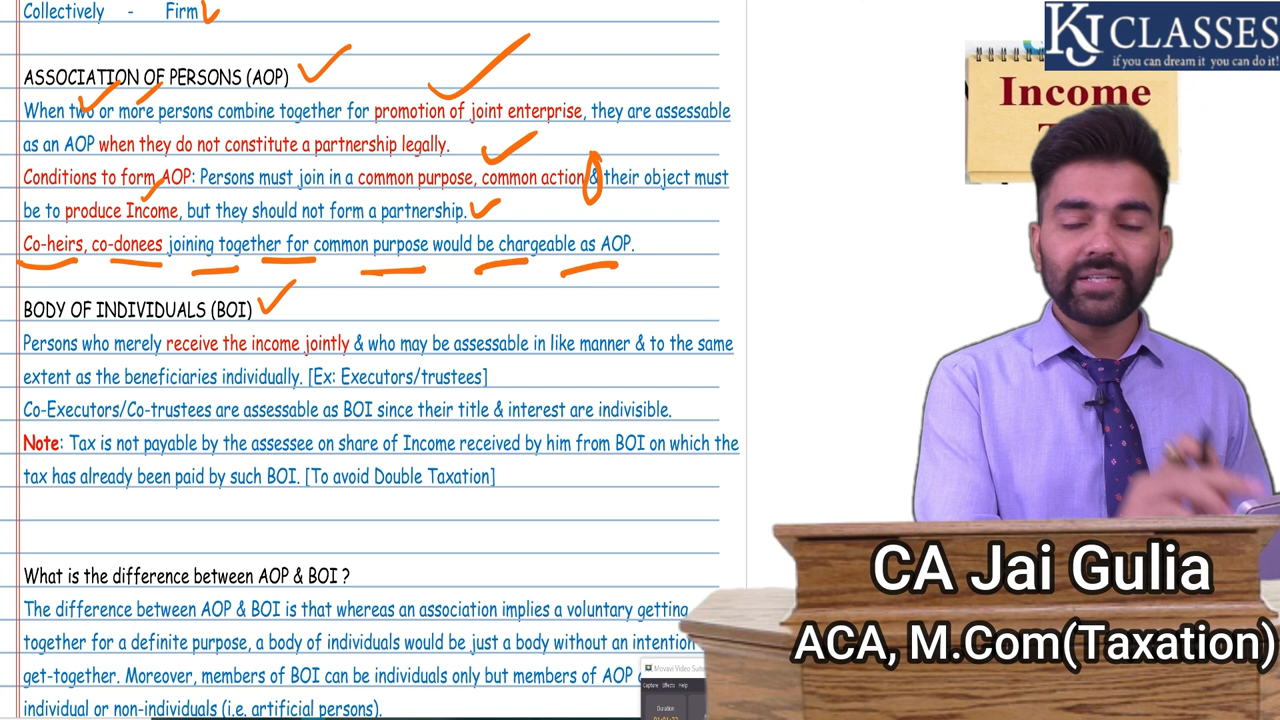 Collectively - Firm
ASSOCIATION OF PERSONS (AOP)
When two or more persons combine together for promotion of joint enterprise, they are assessable
as an AOP when they do not constitute a partnership legally.
Conditions to form AOP: Persons must join in a common purpose, common action & their object must
be to produce Income, but they should not form a partnership.
Co-heirs, co-donees joining together for common purpose would be chargeable as AOP.
BODY OF INDIVIDUALS (BOI)
Persons who merely receive the income jointly & who may be assessable in like manner & to the same
extent as the beneficiaries individually. [Ex: Executors/trustees]
Co-Executors/Co-trustees are assessable as BOI since their title & interest are indivisible.
Note: Tax is not payable by the assessee on share of Income received by him from BOI on which the
tax has already been paid by such BOI. [To avoid Double Taxation]
What is the difference between AOP & BOI ?
The difference between AOP & BOI is that whereas an association implies a voluntary getting
together for a definite purpose, a body of individuals would be just a body without an intention
get-together. Moreover, members of BOI can be individuals only but members of AOP
individual or non-individuals (i.e. artificial persons).
KJ CLASSES
if you can dream it you can do it!
Income
CA Jai Gulia
ACA, M.Com(Taxation)
Movavi Video Suite
Capture Effects Help
Duration